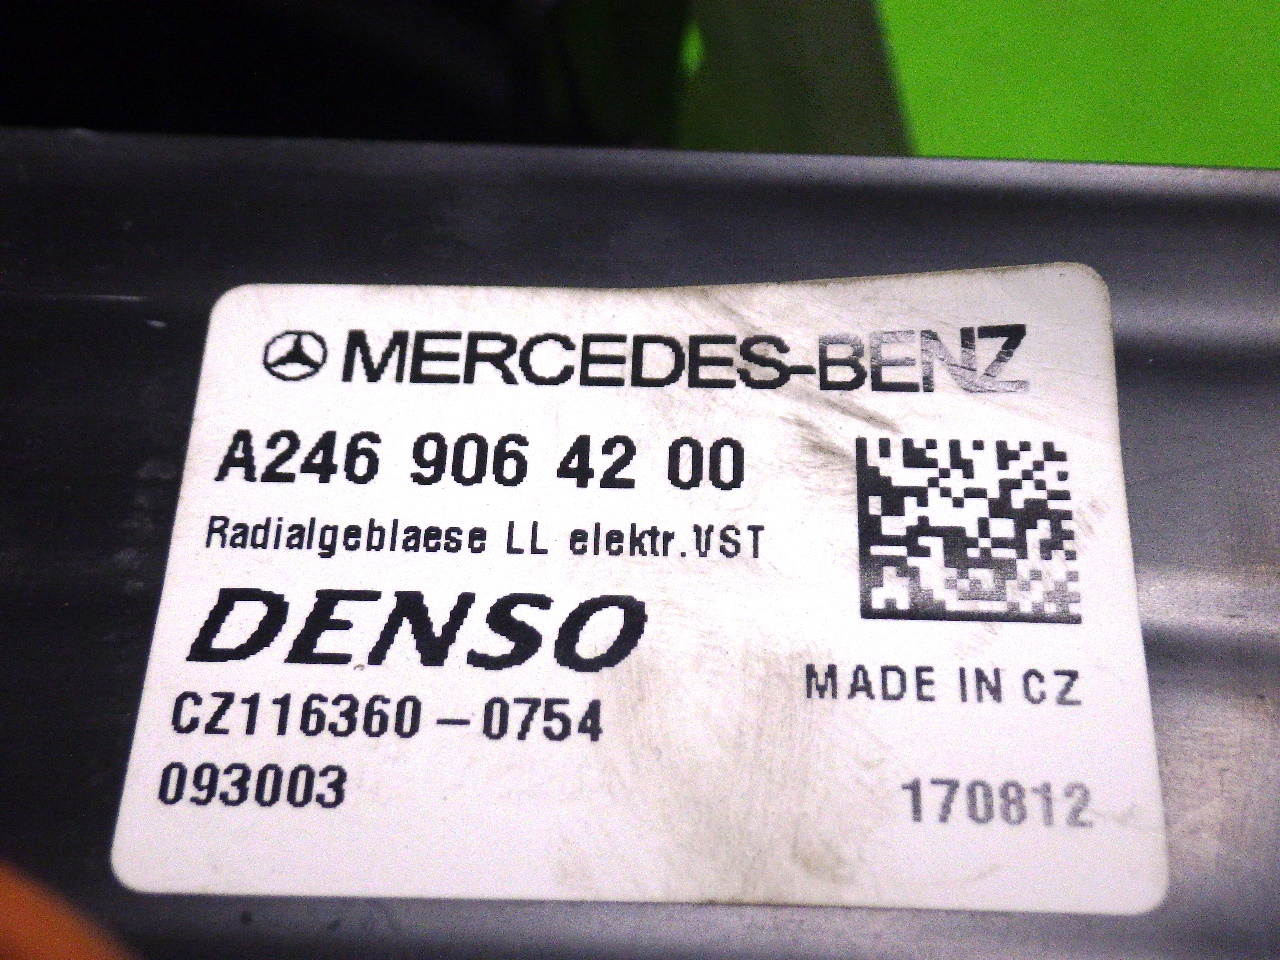 MERCEDES-BENZ
A246 906 42 00
Radialgeblaese LL elektr.VST
DENSO
MADE IN CZ
CZ116360-0754
093003
170812